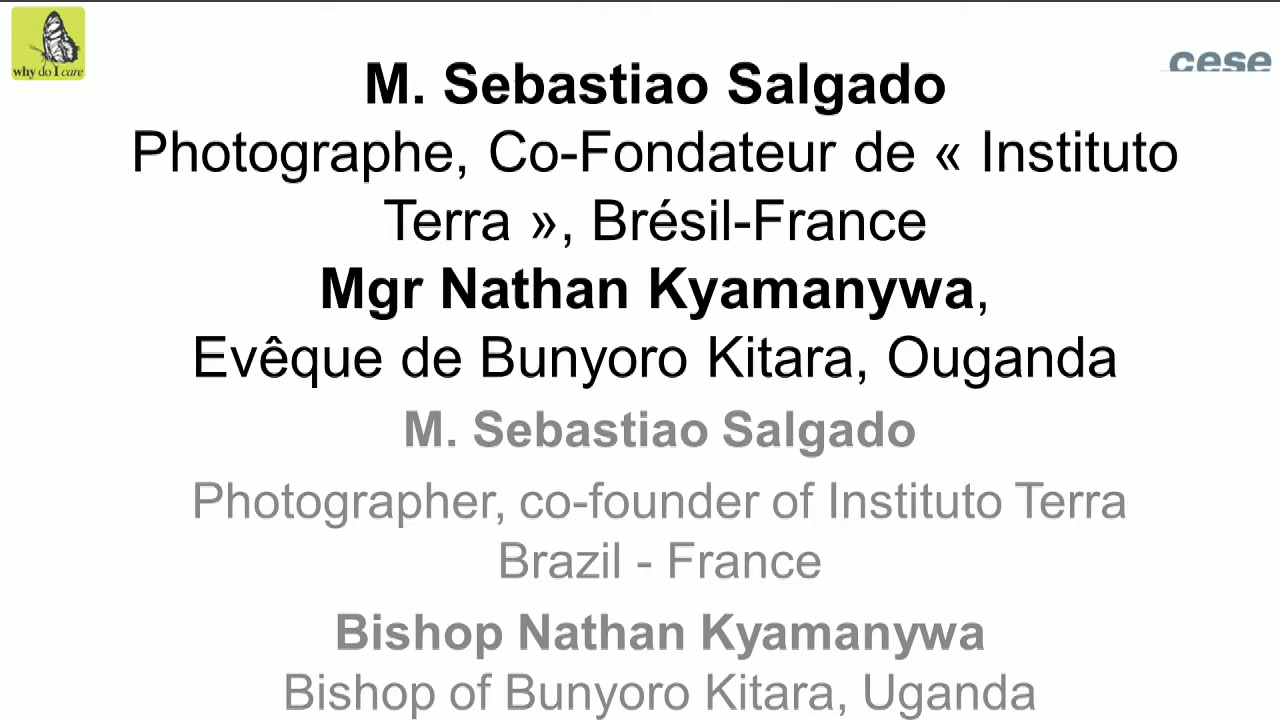 why do I care
cese
M. Sebastiao Salgado
Photographe, Co-Fondateur de « Instituto
Terra », Brésil-France
Mgr Nathan Kyamanywa,
Evêque de Bunyoro Kitara, Ouganda
M. Sebastiao Salgado
Photographer, co-founder of Instituto Terra
Brazil - France
Bishop Nathan Kyamanywa
Bishop of Bunyoro Kitara, Uganda